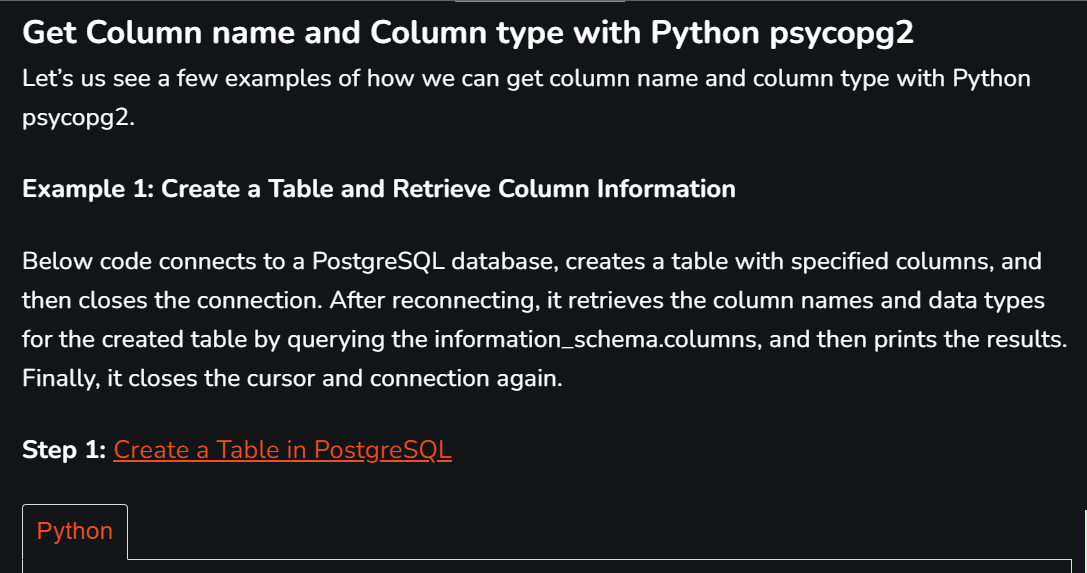 Get Column name and Column type with Python psycopg2
Let’s us see a few examples of how we can get column name and column type with Python
psycopg2.
Example 1: Create a Table and Retrieve Column Information
Below code connects to a PostgreSQL database, creates a table with specified columns, and
then closes the connection. After reconnecting, it retrieves the column names and data types
for the created table by querying the information_schema.columns, and then prints the results.
Finally, it closes the cursor and connection again.
Step 1: Create a Table in PostgreSQL
Python